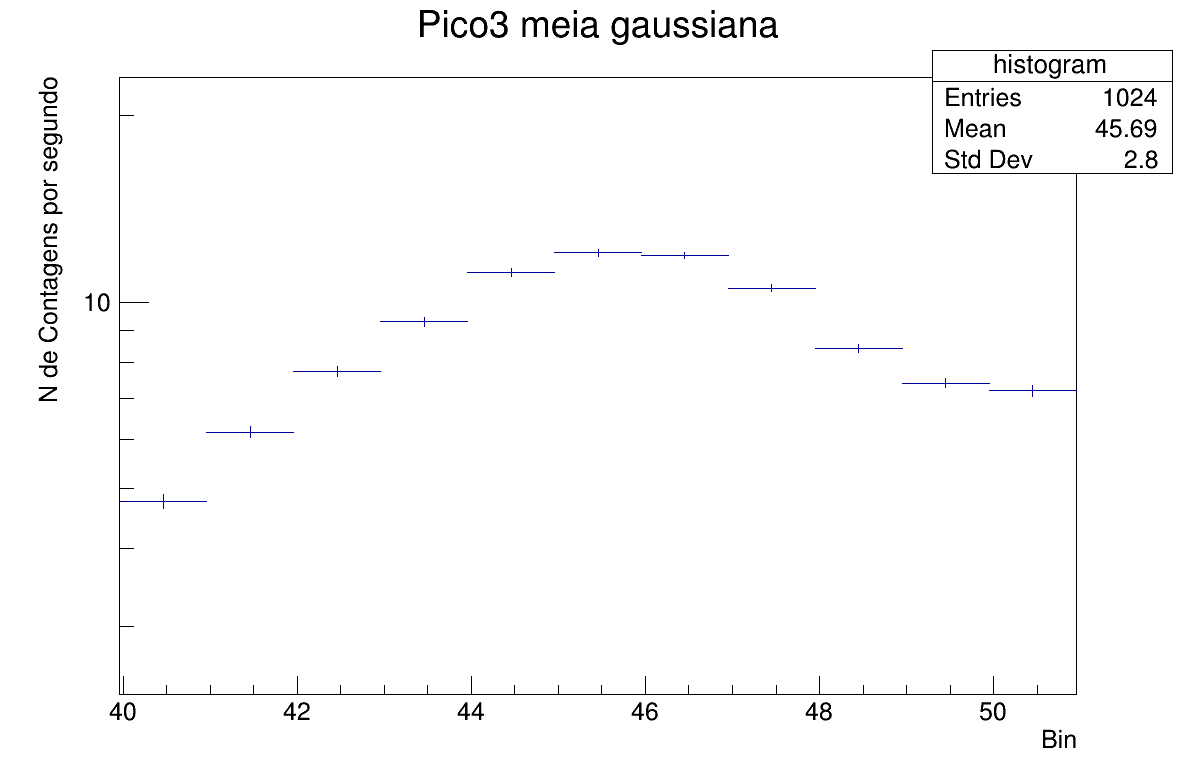 Pico3 meia gaussiana
histogram
Entries 1024
Mean 45.69
Std Dev 2.8
N de Contagens por segundo
10
40 42 44 46 48 50
Bin